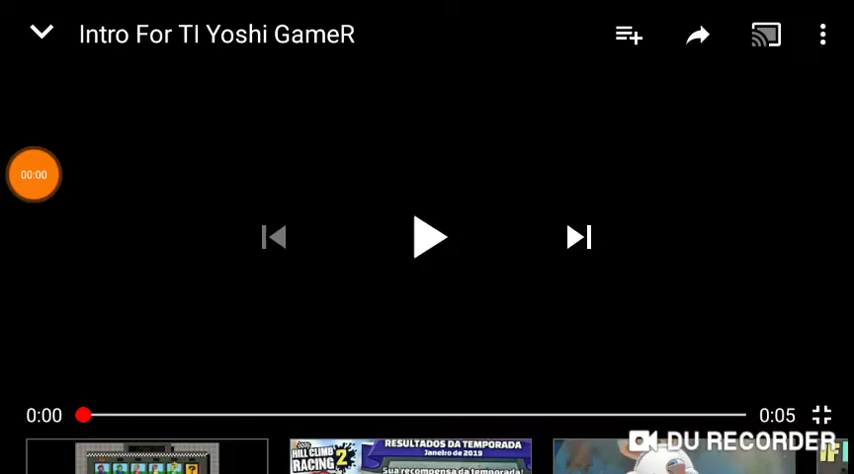 Intro For TI Yoshi GameR
00:00
0:00
0:05
DU RECORDER
HILL CLIMB
RACING 2
RESULTADOS DA TEMPORADA
Janeiro de 2019
Sua recompensa da temporada!